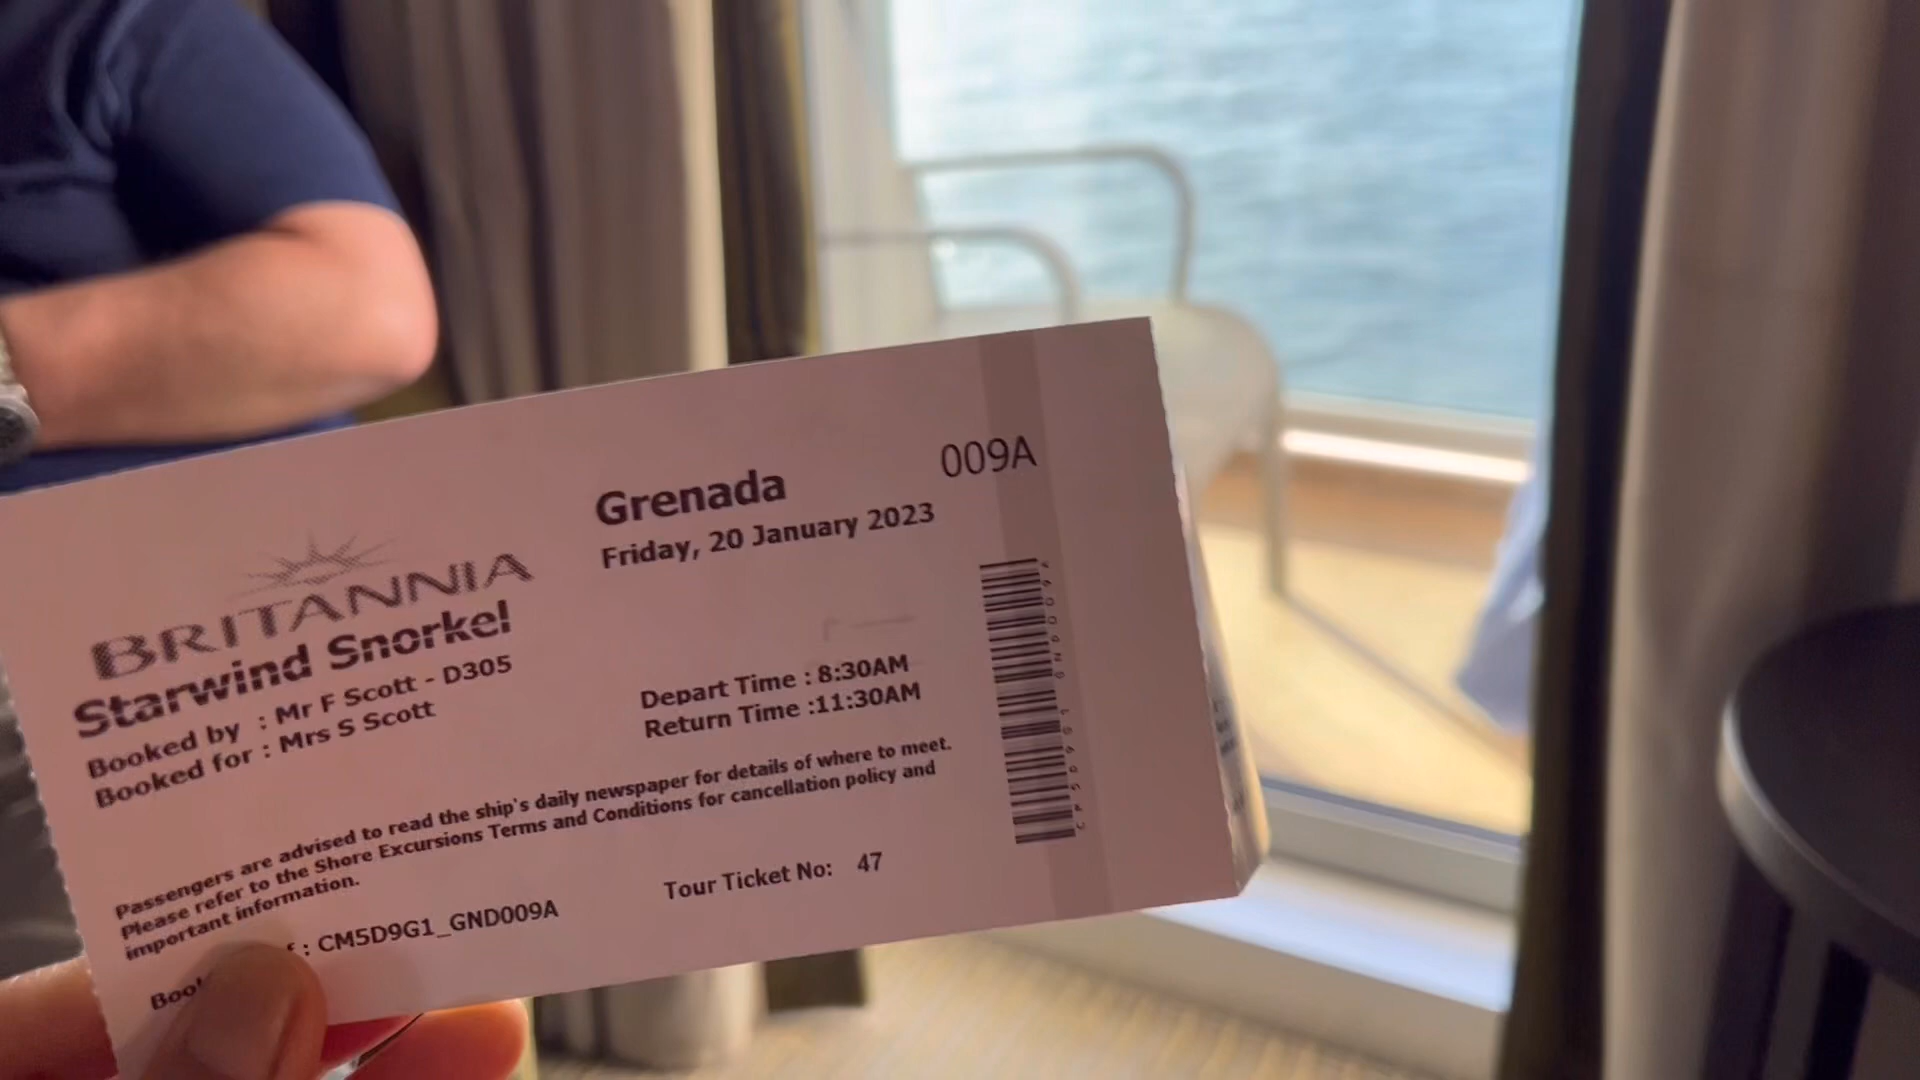 Grenada
009A
Friday, 20 January 2023
BRITANNIA
Starwind Snorkel
Booked by : Mr F Scott - D305
Booked for : Mrs S Scott
Depart Time : 8:30AM
Return Time :11:30AM
Passengers are advised to read the ship's daily newspaper for details of where to meet.
Please refer to the Shore Excursions Terms and Conditions for cancellation policy and
important information.
: CM5D9G1_GND009A
Tour Ticket No: 47